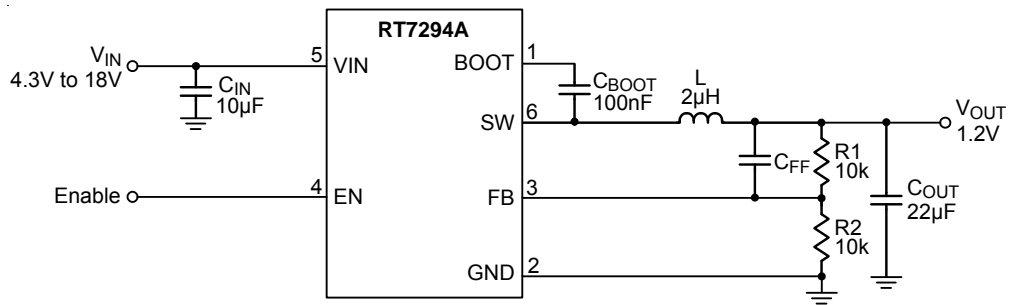 RT7294A
VIN
4.3V to 18V
CIN
10µF
5
VIN
BOOT
1
CBOOT
100nF
L
2µH
SW
6
VOUT
1.2V
CFF
R1
10k
Enable
4
EN
FB
3
COUT
22µF
R2
10k
GND
2